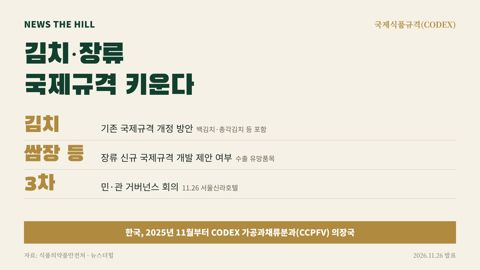 NEWS THE HILL
국제식품규격(CODEX)
김치·장류
국제규격 키운다
김치 기존 국제규격 개정 방안 백김치·총각김치 등 포함
쌈장 등 장류 신규 국제규격 개발 제안 여부 수출 유망품목
3차 민·관 거버넌스 회의 11.26 서울신라호텔
한국, 2025년 11월부터 CODEX 가공과채류분과(CCPFV) 의장국
자료: 식품의약품안전처 · 뉴스더힐
2026.11.26 발표